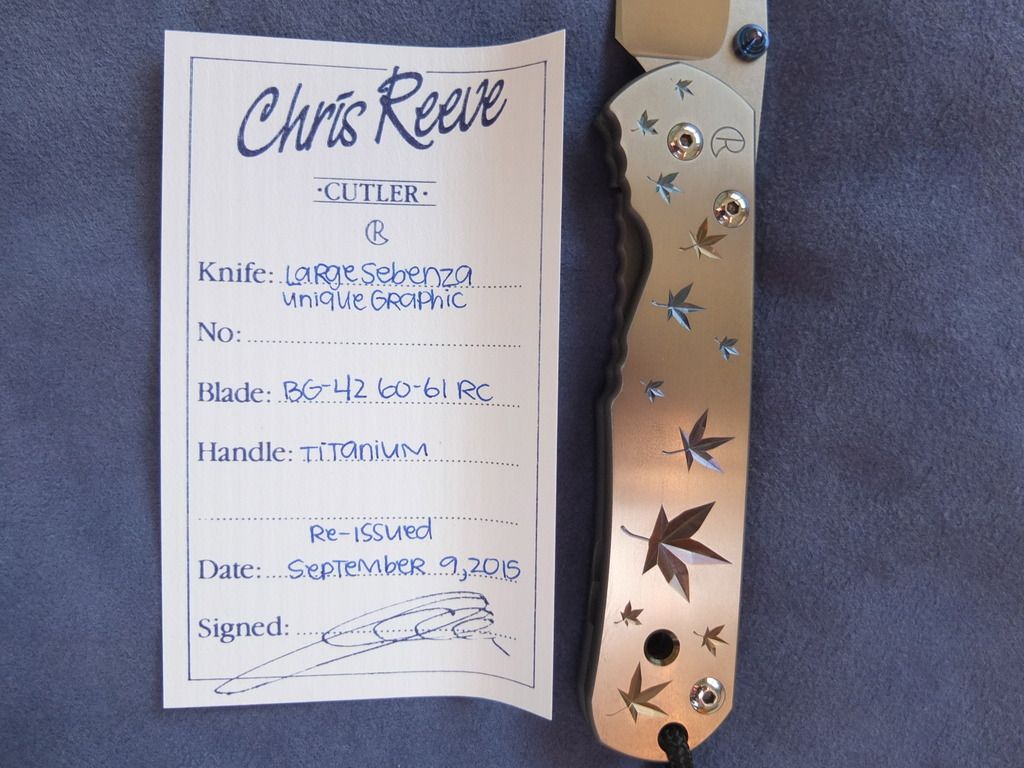 Chris Reeve
·CUTLER·
R
Knife: Large Sebenza
unique Graphic
No:
Blade: BG-42 60-61 RC
Handle: Titanium
Re-issued
Date: September 9, 2015
Signed:
R